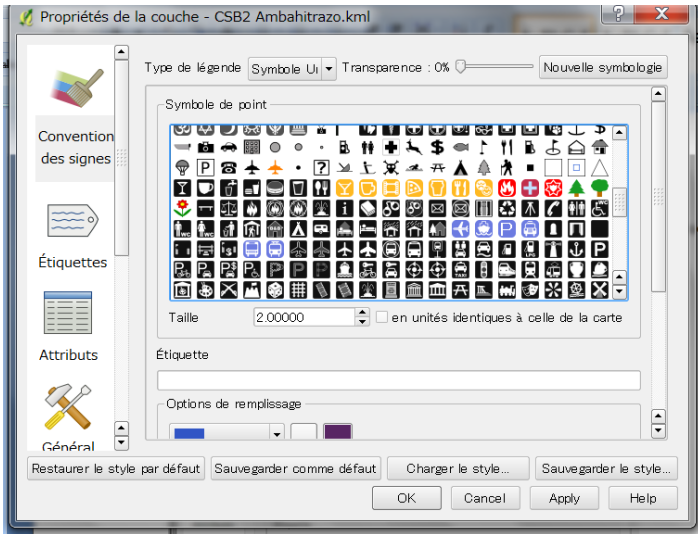 Propriétés de la couche - CSB2 Ambahitrazo.kml
Type de légende Symbole Ui Transparence : 0% Nouvelle symbologie
Convention des signes
Étiquettes
Attributs
Général
Symbole de point
Taille 2.00000 en unités identiques à celle de la carte
Étiquette
Options de remplissage
Restaurer le style par défaut Sauvegarder comme défaut Charger le style... Sauvegarder le style...
OK Cancel Apply Help